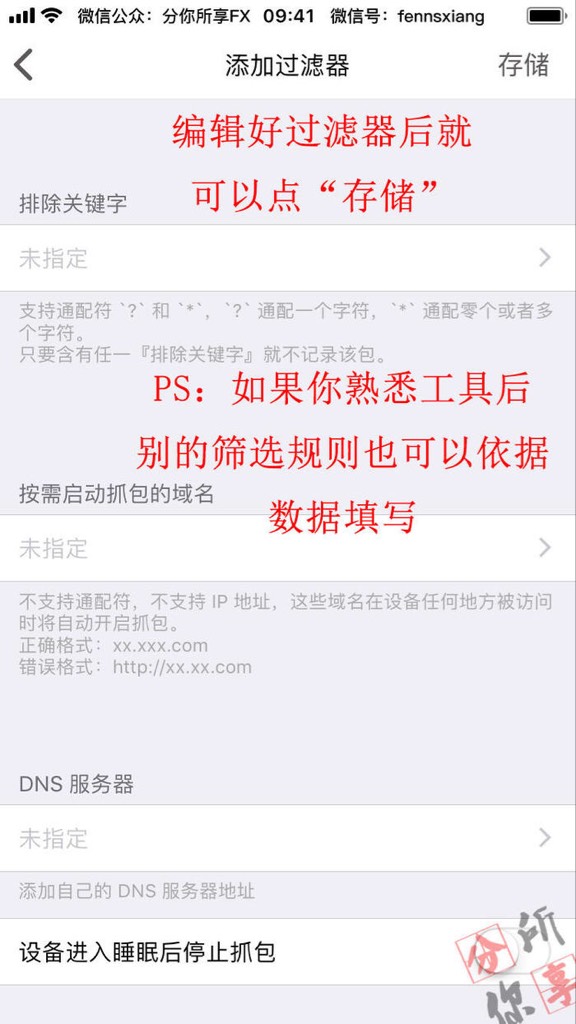 微信公众：分你所享FX 09:41 微信号：fennsxiang
添加过滤器
存储
编辑好过滤器后就
可以点“存储”
排除关键字
未指定
支持通配符 `?` 和 `*`，`?` 通配一个字符，`*` 通配零个或者多
个字符。
只要含有任一『排除关键字』就不记录该包。
PS：如果你熟悉工具后
别的筛选规则也可以依据
数据填写
按需启动抓包的域名
未指定
不支持通配符，不支持 IP 地址，这些域名在设备任何地方被访问
时将自动开启抓包。
正确格式：xx.xxx.com
错误格式：http://xx.xx.com
DNS 服务器
未指定
添加自己的 DNS 服务器地址
设备进入睡眠后停止抓包
分你所享